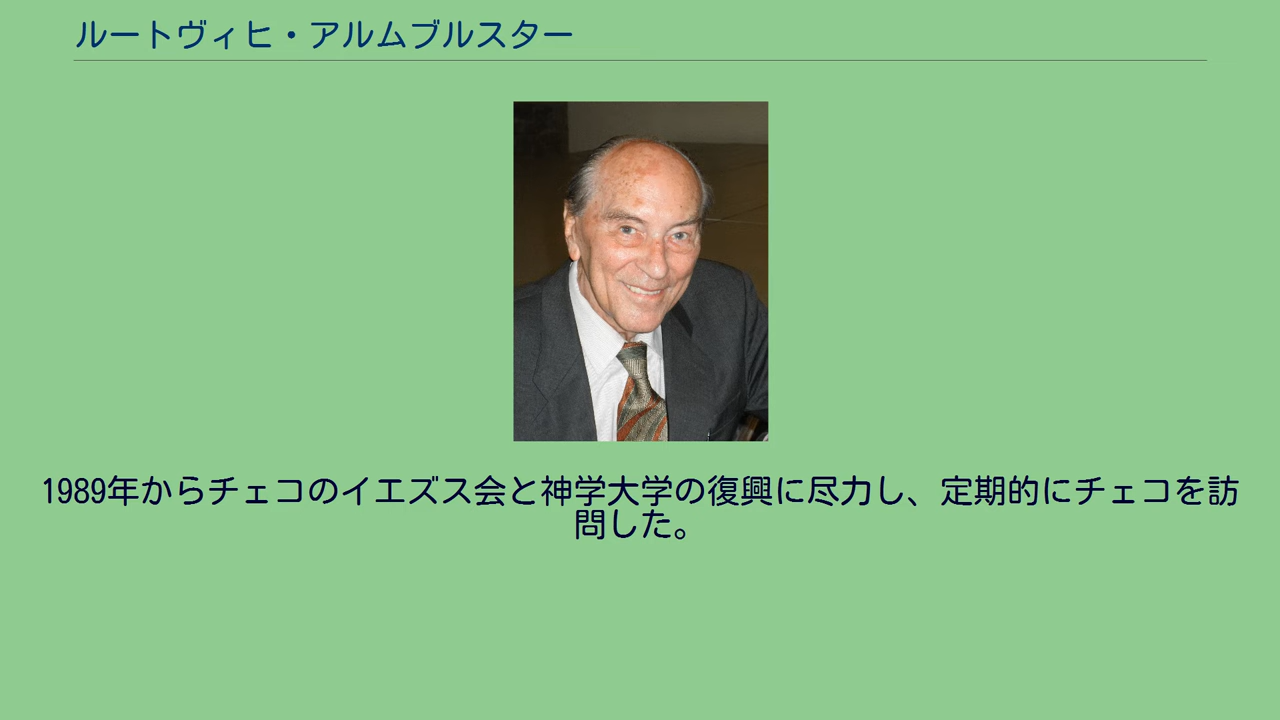 ルートヴィヒ・アルムブルスター
1989年からチェコのイエズス会と神学大学の復興に尽力し、定期的にチェコを訪
問した。